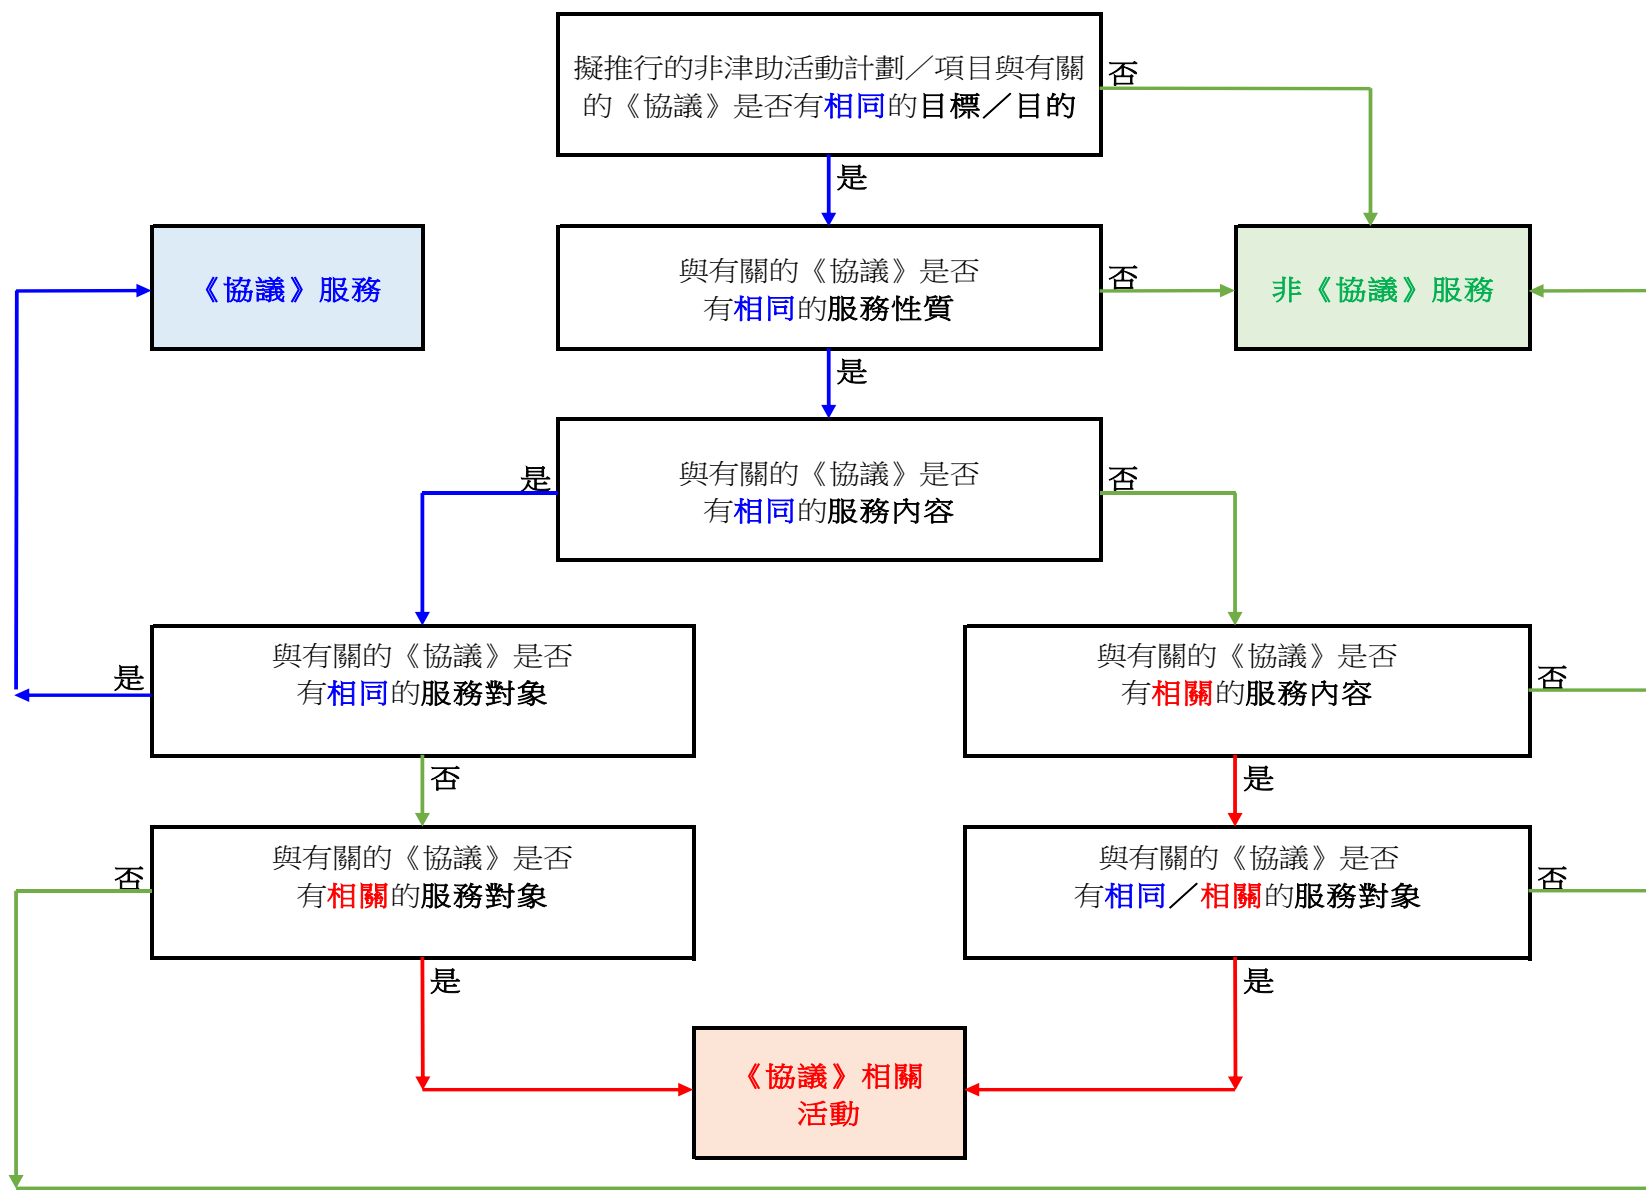 擬推行的非津助活動計劃／項目與有關
的《協議》是否有相同的目標／目的
否
是
《協議》服務
與有關的《協議》是否
有相同的服務性質
否
非《協議》服務
是
與有關的《協議》是否
有相同的服務內容
是
否
與有關的《協議》是否
有相同的服務對象
是
與有關的《協議》是否
有相關的服務內容
否
否
是
與有關的《協議》是否
有相關的服務對象
否
與有關的《協議》是否
有相同／相關的服務對象
否
是
是
《協議》相關
活動